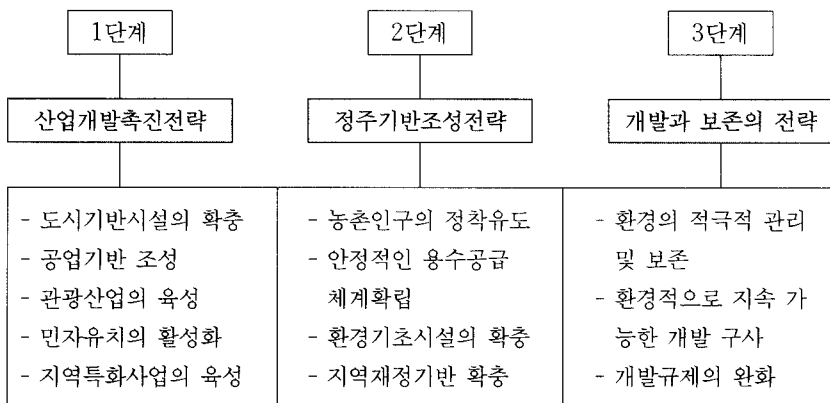 1단계
산업개발촉진전략
- 도시기반시설의 확충
- 공업기반 조성
- 관광산업의 육성
- 민자유치의 활성화
- 지역특화사업의 육성
2단계
정주기반조성전략
- 농촌인구의 정착유도
- 안정적인 용수공급
체계확립
- 환경기초시설의 확충
- 지역재정기반 확충
3단계
개발과 보존의 전략
- 환경의 적극적 관리
및 보존
- 환경적으로 지속 가
능한 개발 구사
- 개발규제의 완화